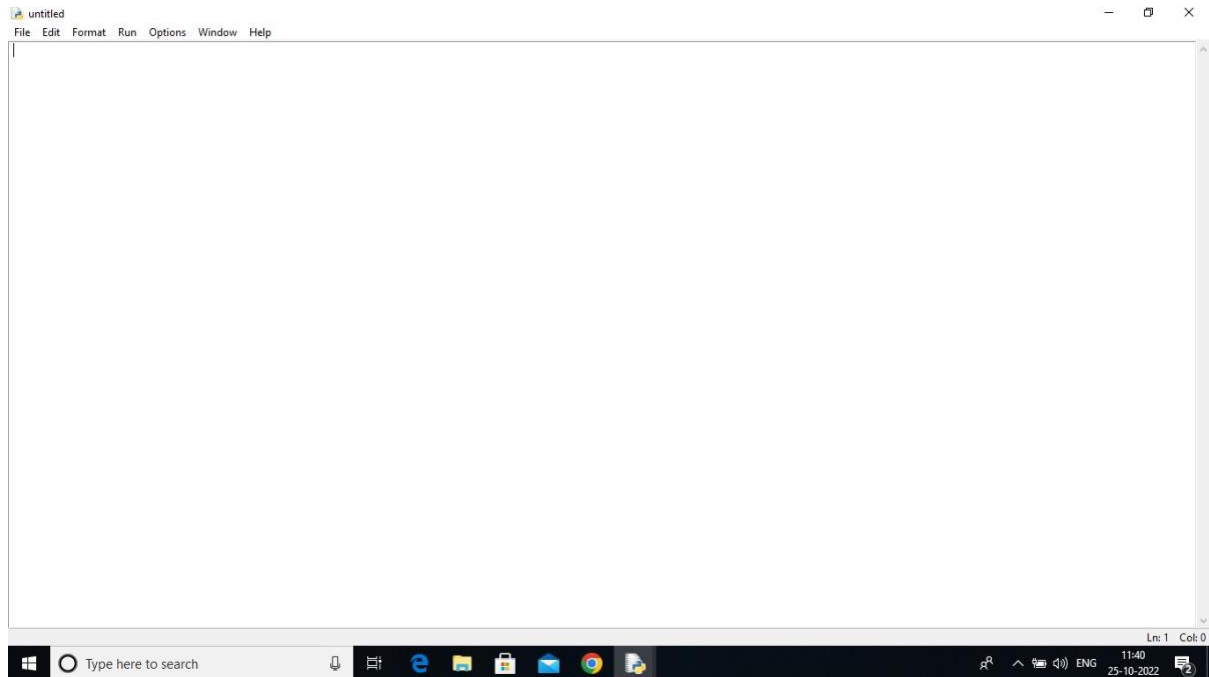 untitled
File Edit Format Run Options Window Help
Ln: 1 Col: 0
Type here to search
ENG
11:40
25-10-2022
2